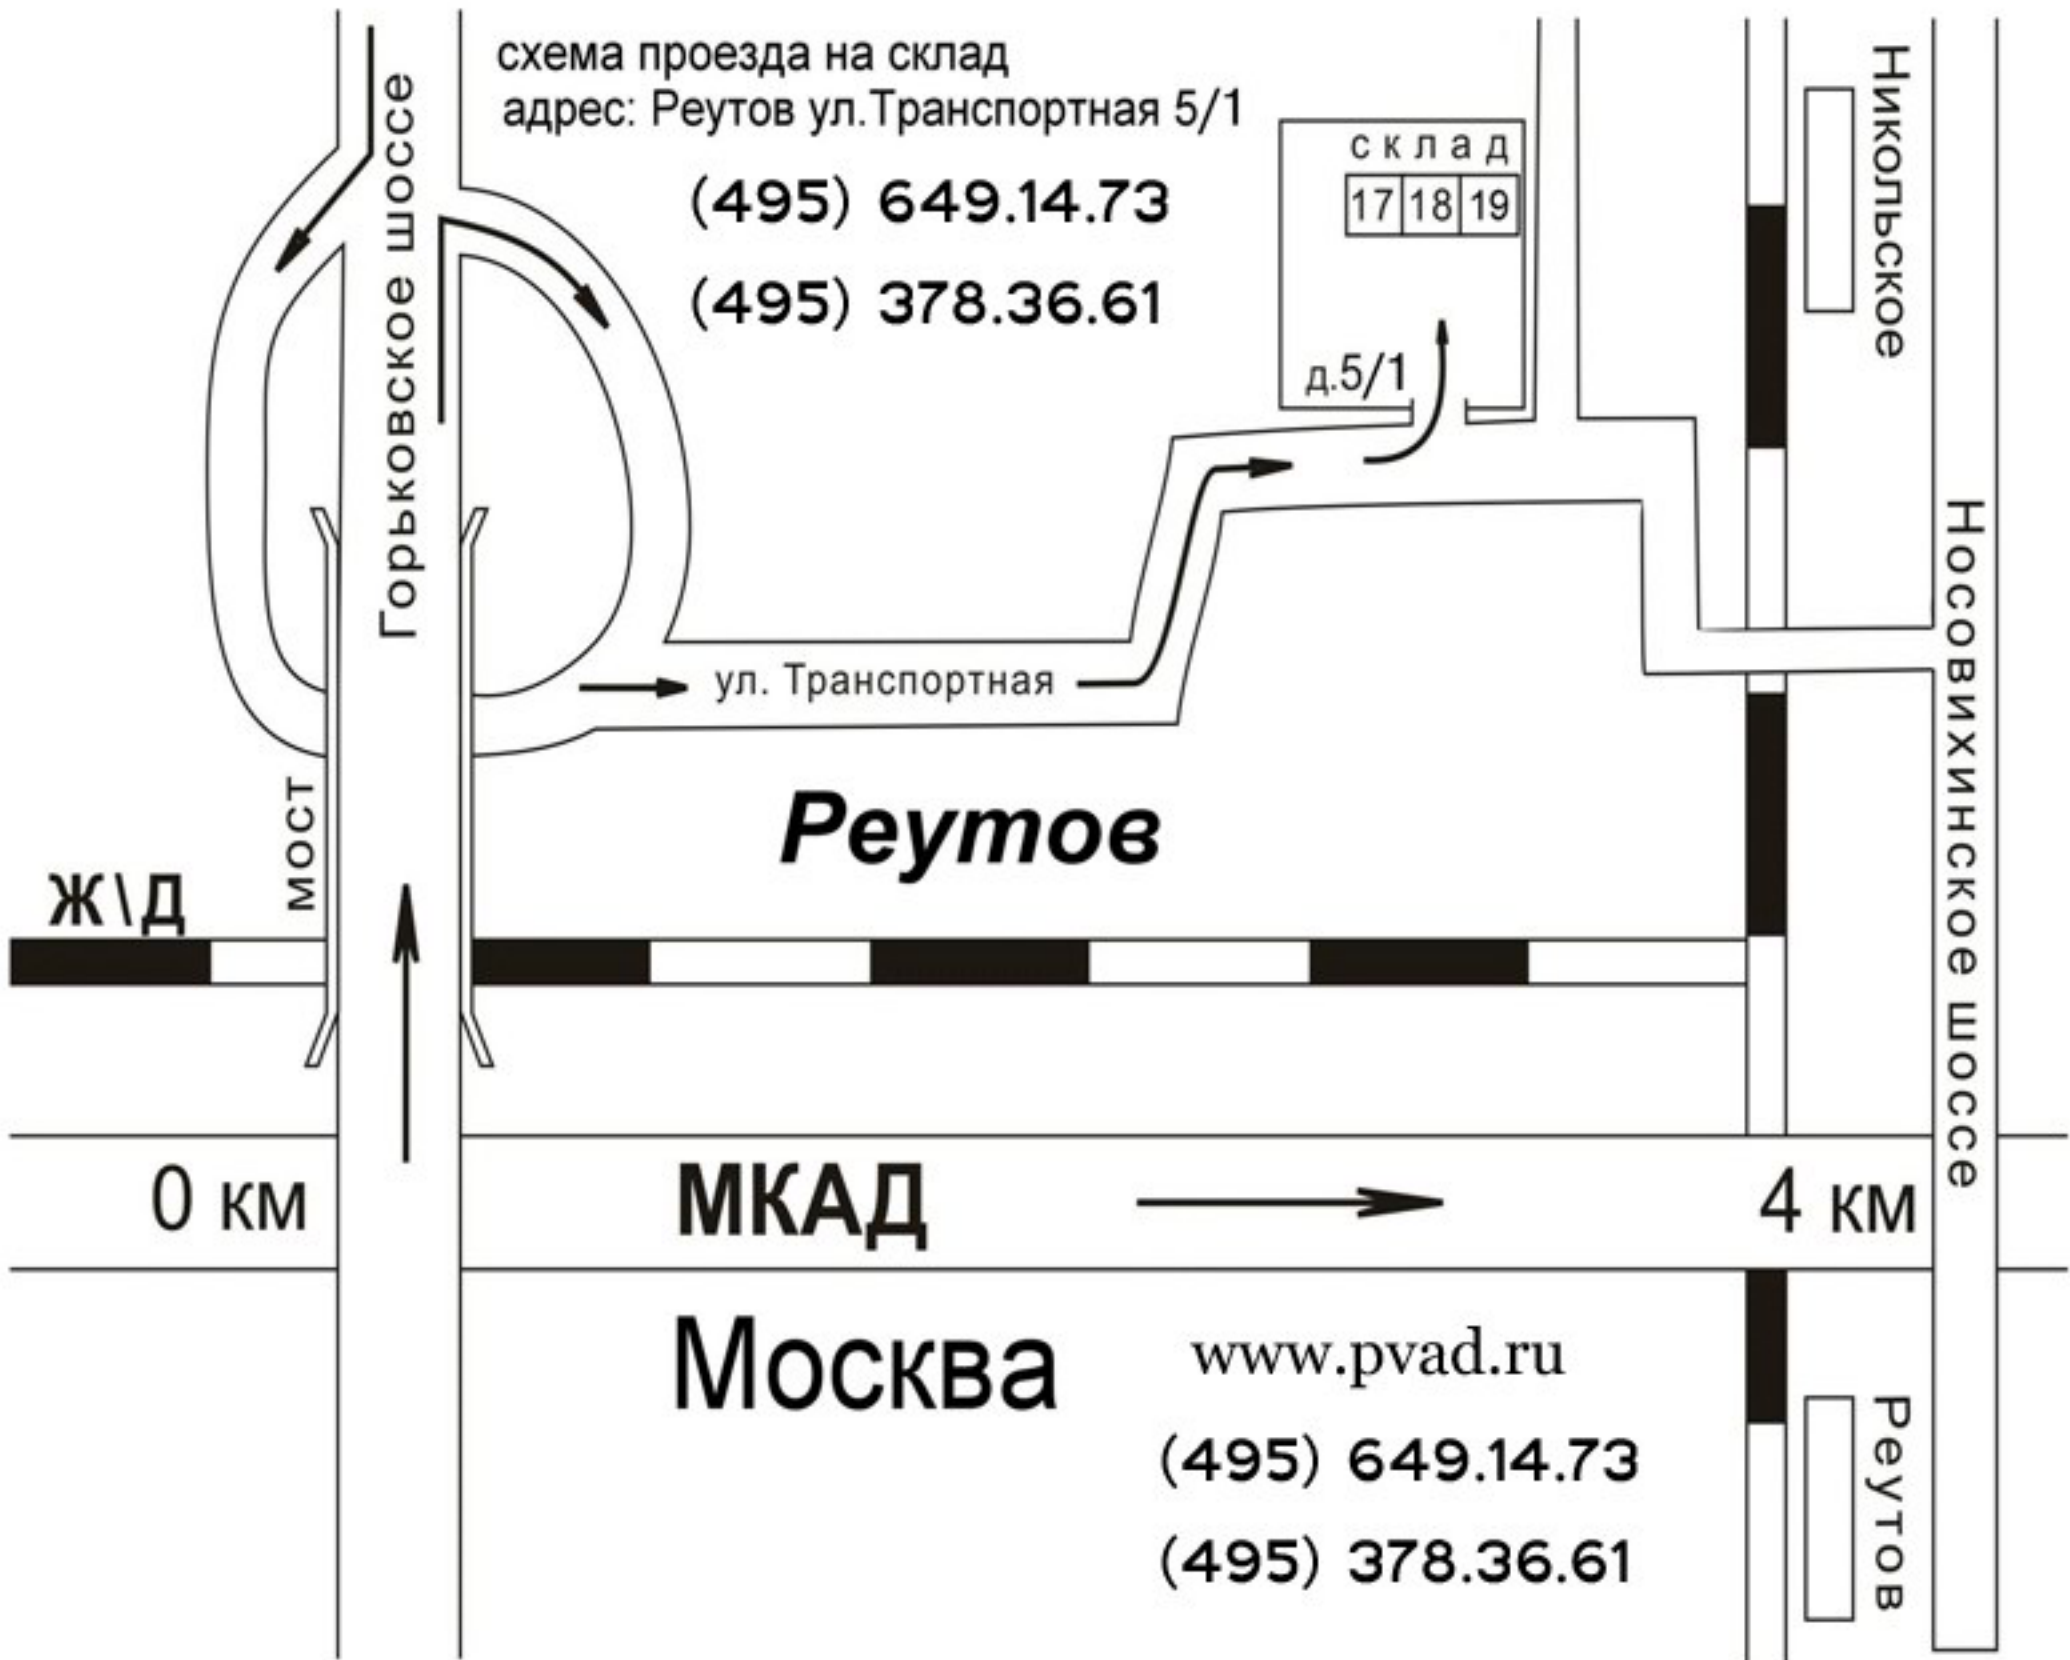 схема проезда на склад
адрес: Реутов ул.Транспортная 5/1
(495) 649.14.73
(495) 378.36.61
склад
17 18 19
д.5/1
Горьковское шоссе
Никольское
Носовихинское шоссе
ул. Транспортная
мост
Реутов
Ж\Д
0 км
МКАД
4 км
Москва
www.pvad.ru
(495) 649.14.73
(495) 378.36.61
Реутов